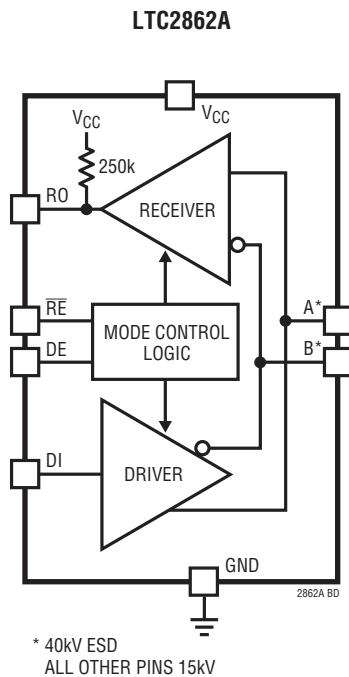 LTC2862A
VCC
VCC
250k
RO
RECEIVER
RE
A*
MODE CONTROL
LOGIC
DE
B*
DI
DRIVER
GND
2862A BD
* 40kV ESD
ALL OTHER PINS 15kV